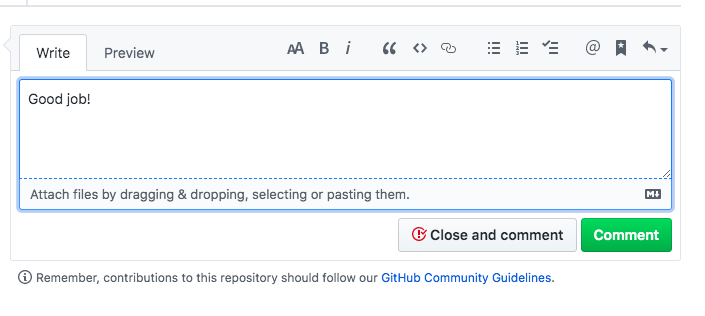 Write Preview AA B i “ <> @
Good job!
Attach files by dragging & dropping, selecting or pasting them. M↓
Close and comment Comment
Remember, contributions to this repository should follow our GitHub Community Guidelines.